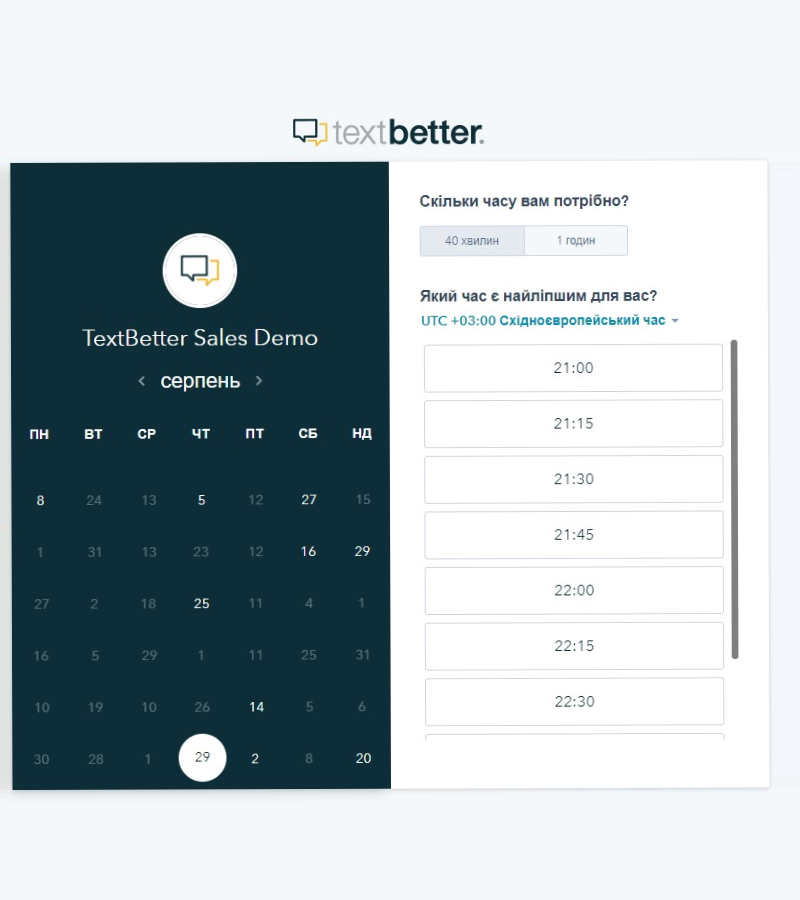 textbetter.
TextBetter Sales Demo
серпень
ПН ВТ СР ЧТ ПТ СБ НД
8 24 13 5 12 27 15
1 31 13 23 12 16 29
27 2 18 25 11 4 1
16 5 29 1 11 25 31
10 19 10 26 14 5 6
30 28 1 29 2 8 20
Скільки часу вам потрібно?
40 хвилин 1 годин
Який час є найліпшим для вас?
UTC +03:00 Східноєвропейський час
21:00
21:15
21:30
21:45
22:00
22:15
22:30